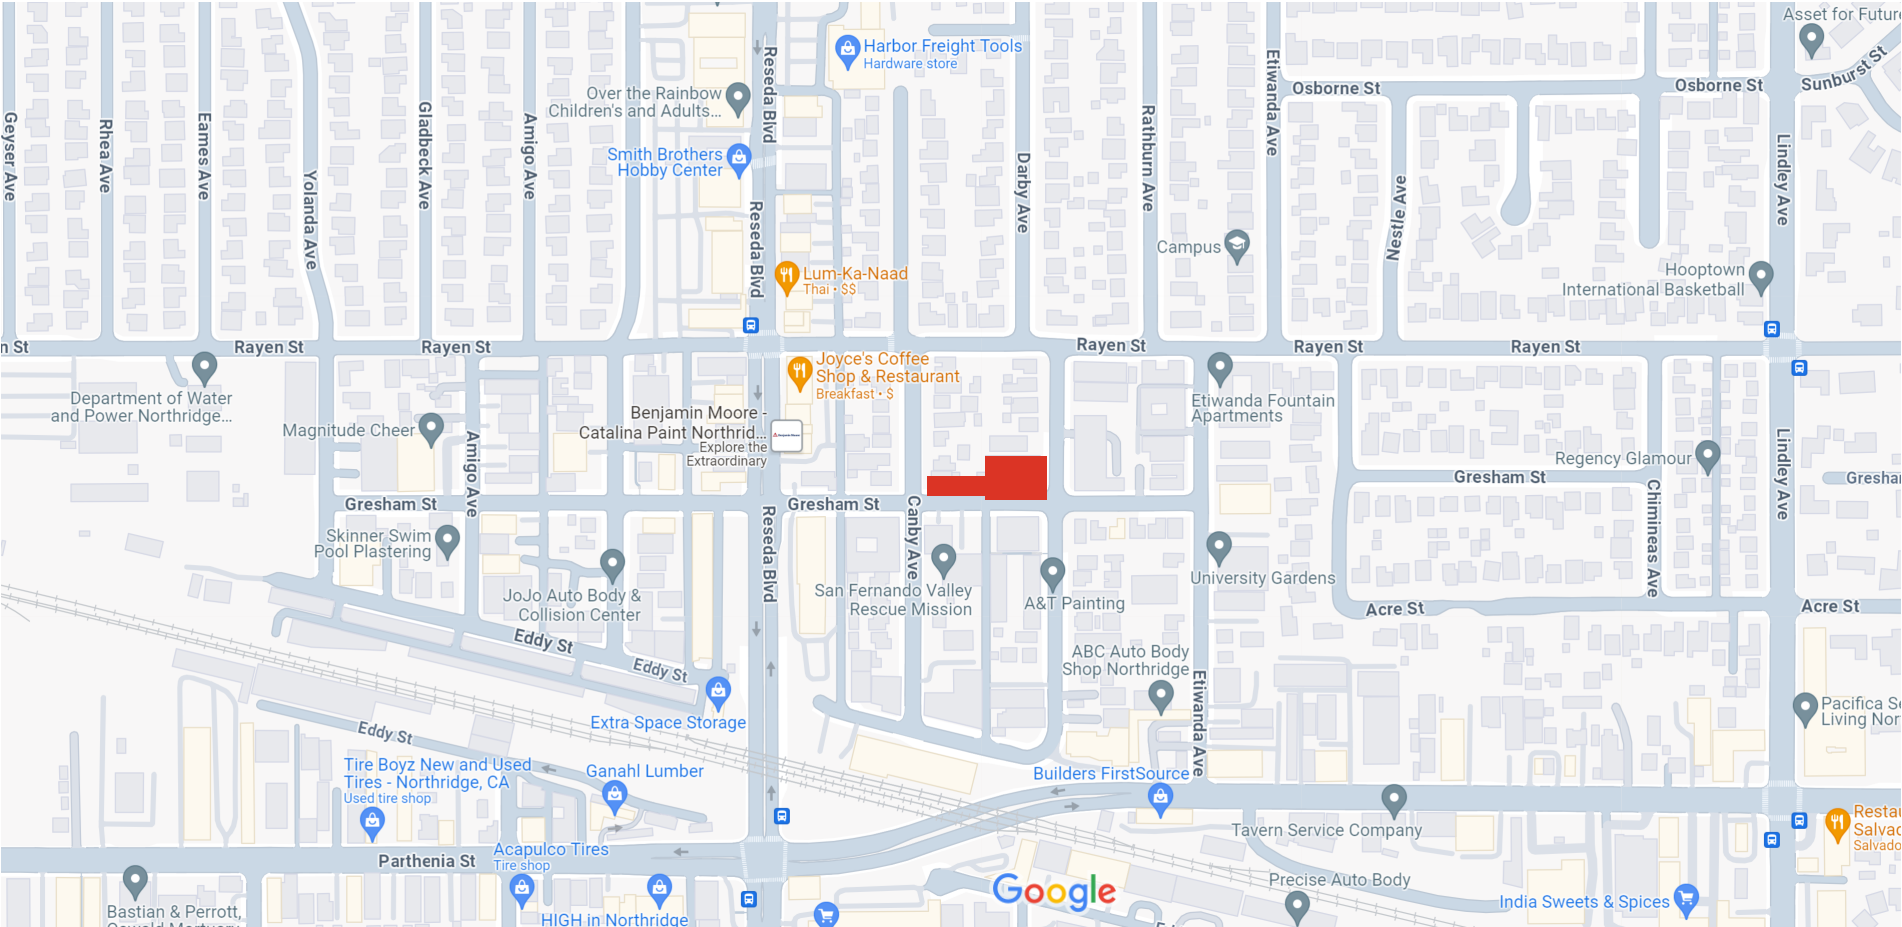 Asset for Future
Sunburst St
Harbor Freight Tools
Hardware store
Osborne St
Osborne St
Over the Rainbow
Children's and Adults...
Reseda Blvd
Etiwanda Ave
Geyser Ave
Rhea Ave
Eames Ave
Yolanda Ave
Gladbeck Ave
Amigo Ave
Smith Brothers
Hobby Center
Reseda Blvd
Darby Ave
Rathburn Ave
Nestle Ave
Lindley Ave
Campus
Lum-Ka-Naad
Thai • $$
Hooptown
International Basketball
n St
Rayen St
Rayen St
Rayen St
Rayen St
Rayen St
Joyce's Coffee
Shop & Restaurant
Breakfast • $
Department of Water
and Power Northridge...
Magnitude Cheer
Amigo Ave
Benjamin Moore -
Catalina Paint Northrid...
Explore the
Extraordinary
Etiwanda Fountain
Apartments
Regency Glamour
Lindley Ave
Gresham St
Gresha
Chimineas Ave
Gresham St
Gresham St
Canby Ave
Reseda Blvd
Skinner Swim
Pool Plastering
JoJo Auto Body &
Collision Center
San Fernando Valley
Rescue Mission
A&T Painting
University Gardens
Acre St
Acre St
Eddy St
Eddy St
ABC Auto Body
Shop Northridge
Etiwanda Ave
Extra Space Storage
Pacifica Se
Living Nor
Eddy St
Tire Boyz New and Used
Tires - Northridge, CA
Used tire shop
Ganahl Lumber
Builders FirstSource
Tavern Service Company
Restau
Salvado
Salvado
Parthenia St
Acapulco Tires
Tire shop
Google
Precise Auto Body
India Sweets & Spices
Bastian & Perrott,
Oswald Mortuary
HIGH in Northridge